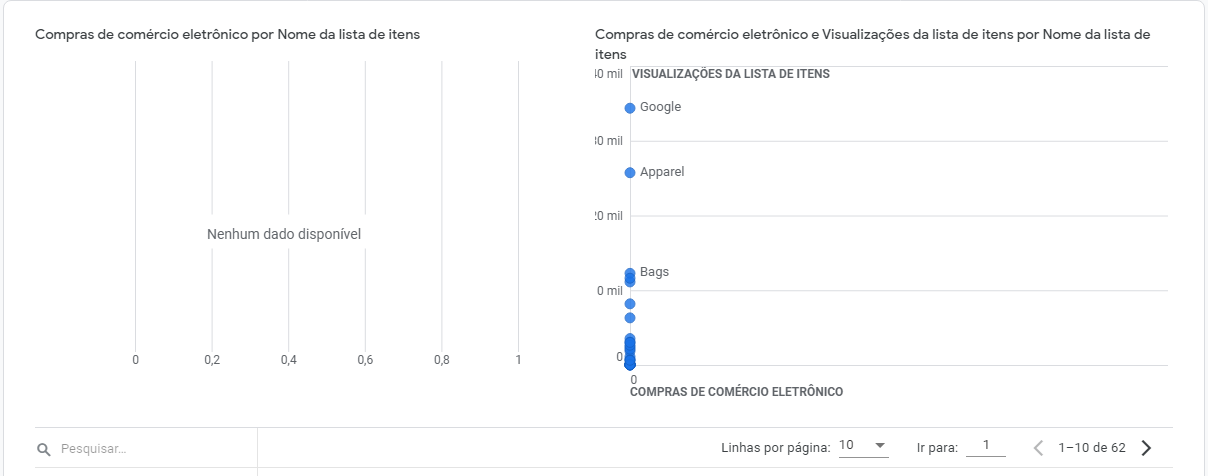 Compras de comércio eletrônico por Nome da lista de itens
Nenhum dado disponível
0 0,2 0,4 0,6 0,8 1
Compras de comércio eletrônico e Visualizações da lista de itens por Nome da lista de
itens
40 mil
VISUALIZAÇÕES DA LISTA DE ITENS
Google
30 mil
Apparel
20 mil
Bags
0 mil
0
0
COMPRAS DE COMÉRCIO ELETRÔNICO
Pesquisar...
Linhas por página: 10 Ir para: 1 1–10 de 62